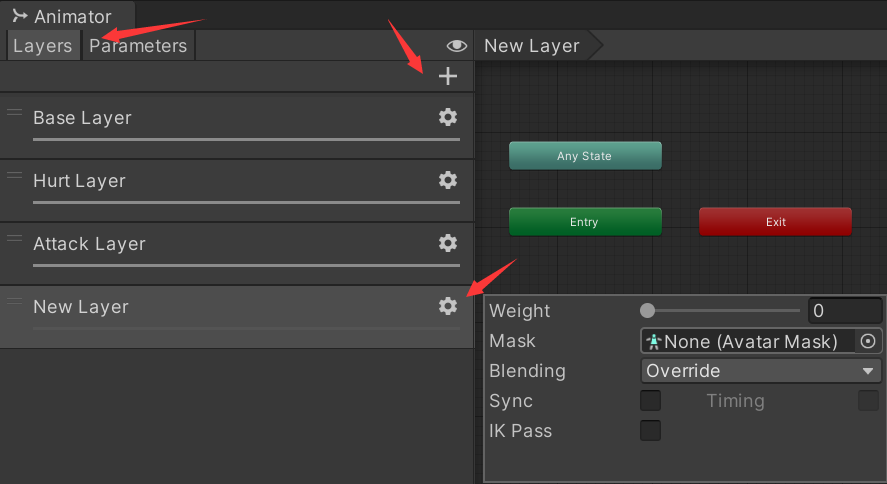 Animator
Layers Parameters
New Layer
Base Layer
Hurt Layer
Attack Layer
New Layer
Any State
Entry
Exit
Weight 0
Mask None (Avatar Mask)
Blending Override
Sync Timing
IK Pass